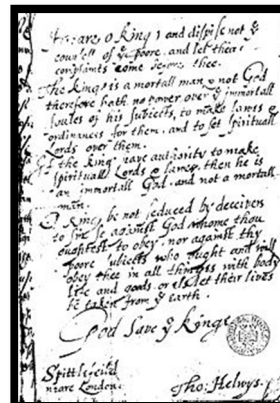 Heare o King, and dispise not ye
counsell of ye poore, and let their
complaints come before thee.
The King is a mortall man, & not God
therefore hath no power over ye immortall
soules of his subjects, to make lawes &
ordinances for them, and to set spirituall
Lords over them.
If the King have authority to make
spirituall Lords & lawes, then he is
an immortall God, and not a mortall
man.
O King, be not seduced by deceivers
to sin so against God whome thou
oughtest to obey, nor against thy
poore subjects who ought and will
obey thee in all things with body
life and goods, or els let their lives
be taken from ye earth.
God save ye Kinge
Spittlefeild
neare London.
Tho: Helwys.